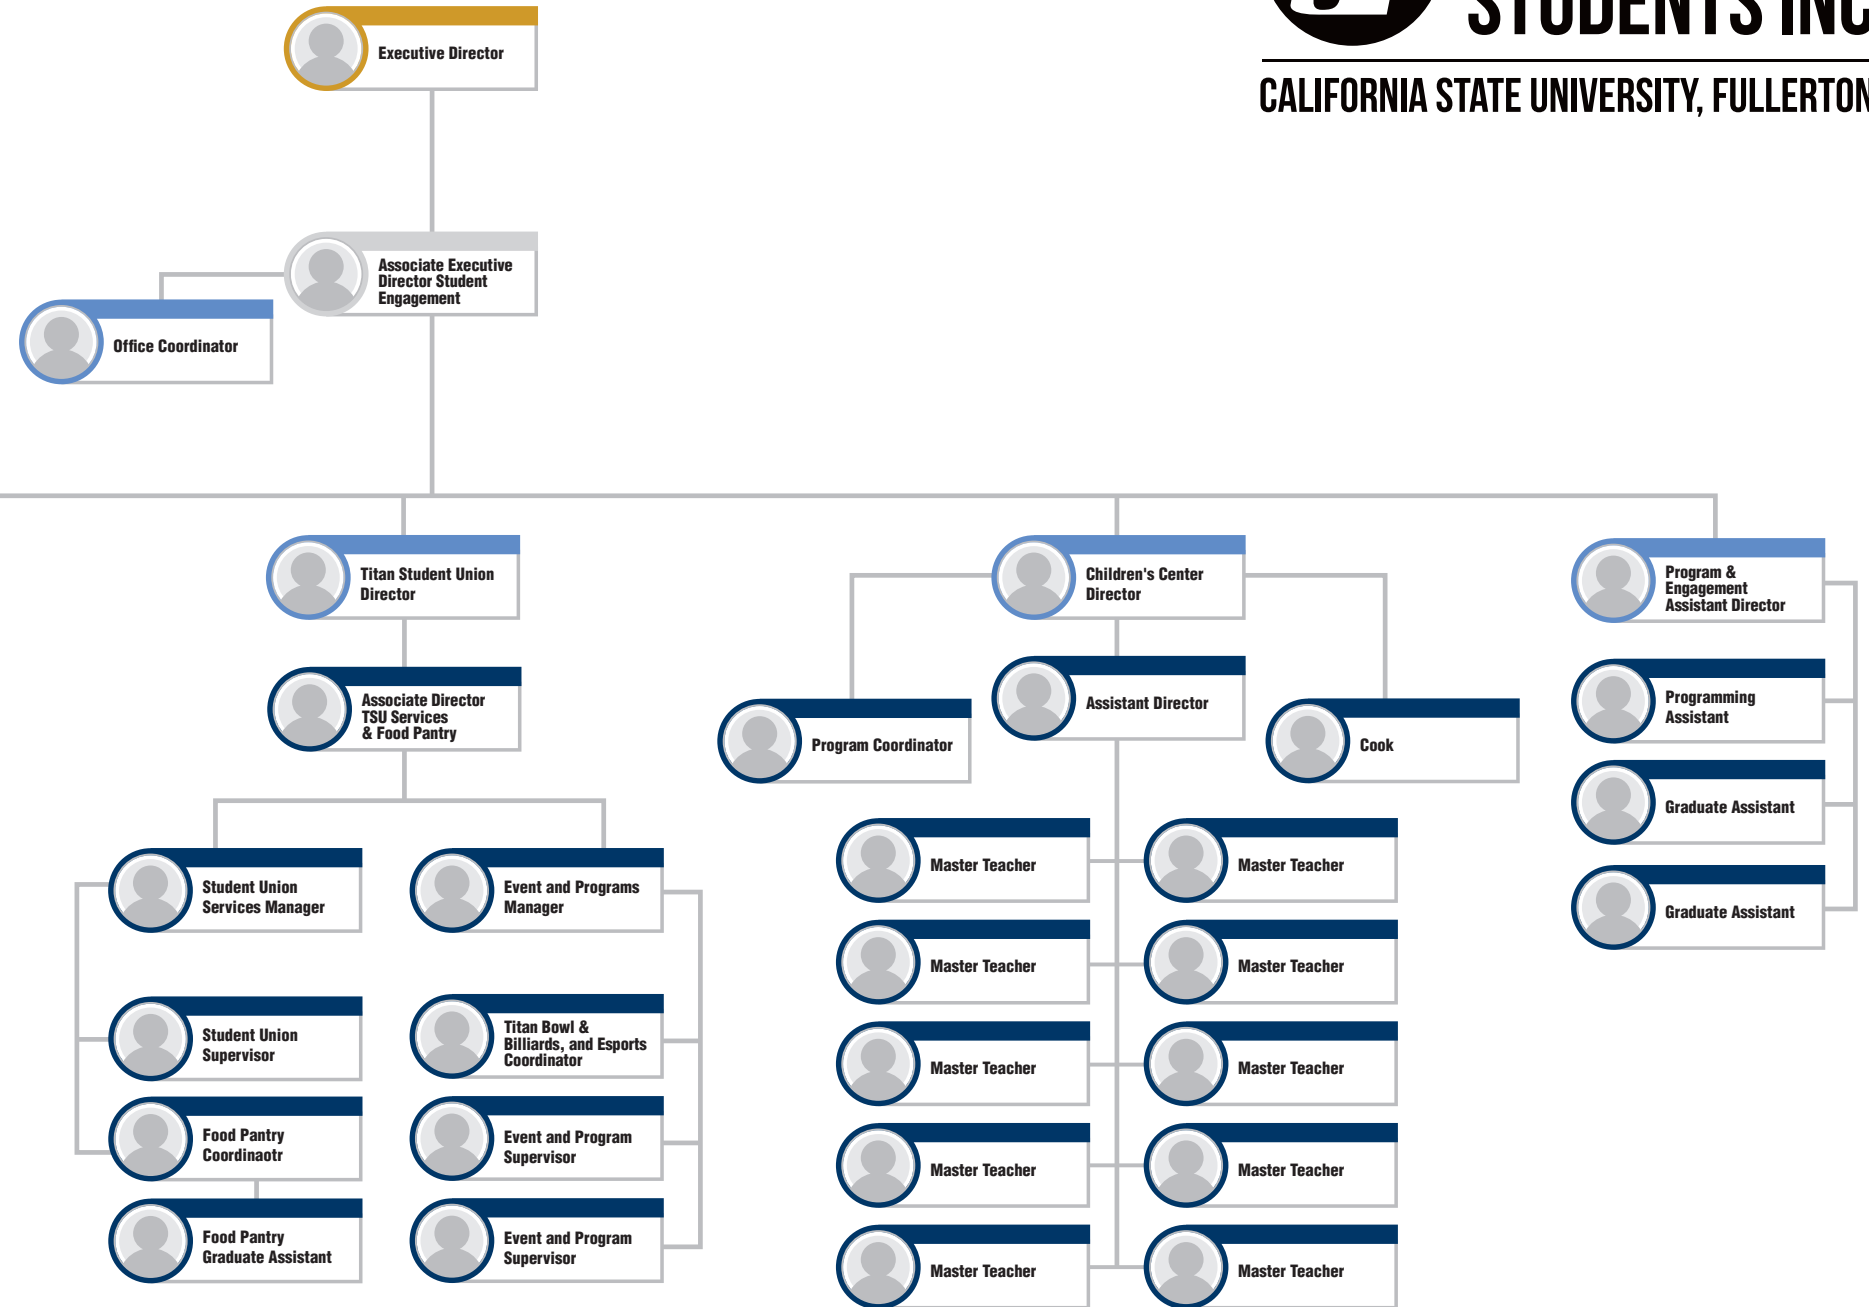 STUDENTS INC
CALIFORNIA STATE UNIVERSITY, FULLERTON
Executive Director
Associate Executive
Director Student
Engagement
Office Coordinator
Titan Student Union
Director
Children's Center
Director
Program &
Engagement
Assistant Director
Associate Director
TSU Services
& Food Pantry
Program Coordinator
Assistant Director
Cook
Programming
Assistant
Graduate Assistant
Graduate Assistant
Student Union
Services Manager
Event and Programs
Manager
Master Teacher
Master Teacher
Master Teacher
Master Teacher
Student Union
Supervisor
Titan Bowl &
Billiards, and Esports
Coordinator
Master Teacher
Master Teacher
Food Pantry
Coordinaotr
Event and Program
Supervisor
Master Teacher
Master Teacher
Food Pantry
Graduate Assistant
Event and Program
Supervisor
Master Teacher
Master Teacher